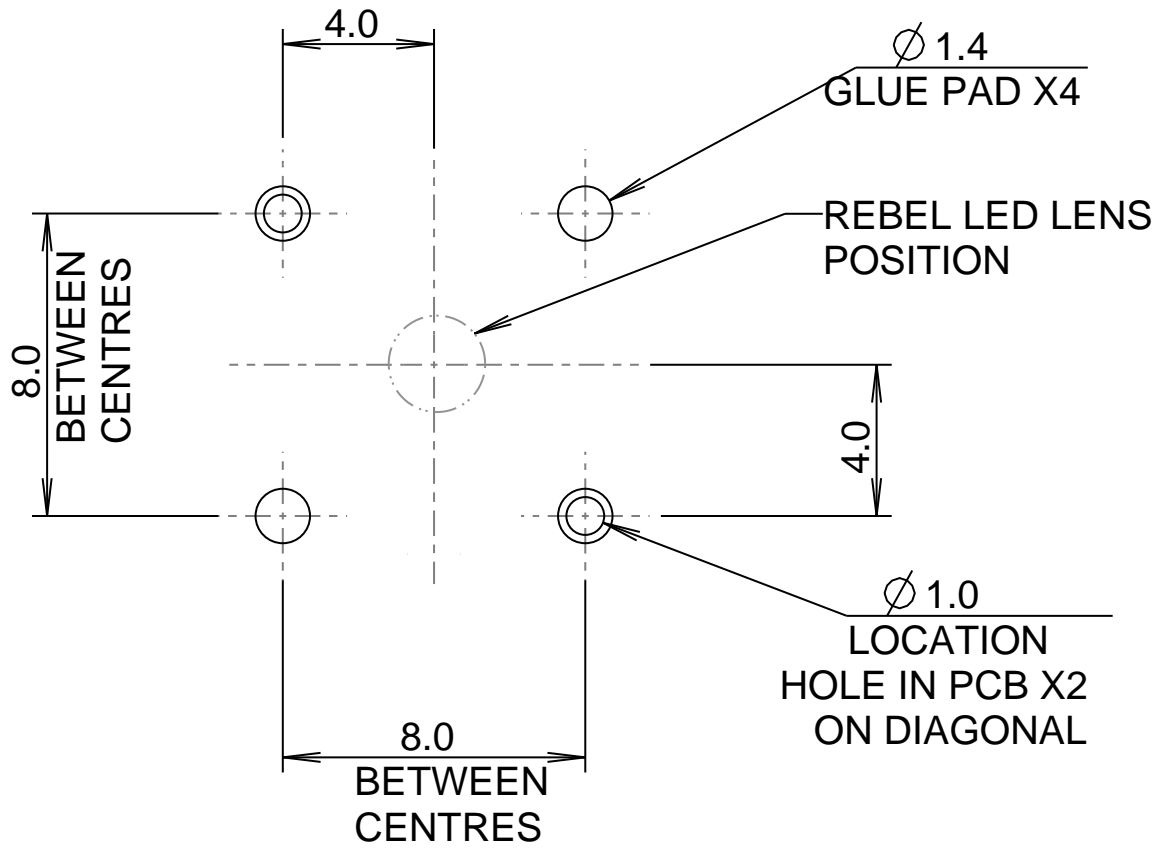 4.0
∅ 1.4
GLUE PAD X4
REBEL LED LENS
POSITION
8.0
BETWEEN
CENTRES
4.0
∅ 1.0
LOCATION
HOLE IN PCB X2
ON DIAGONAL
8.0
BETWEEN
CENTRES